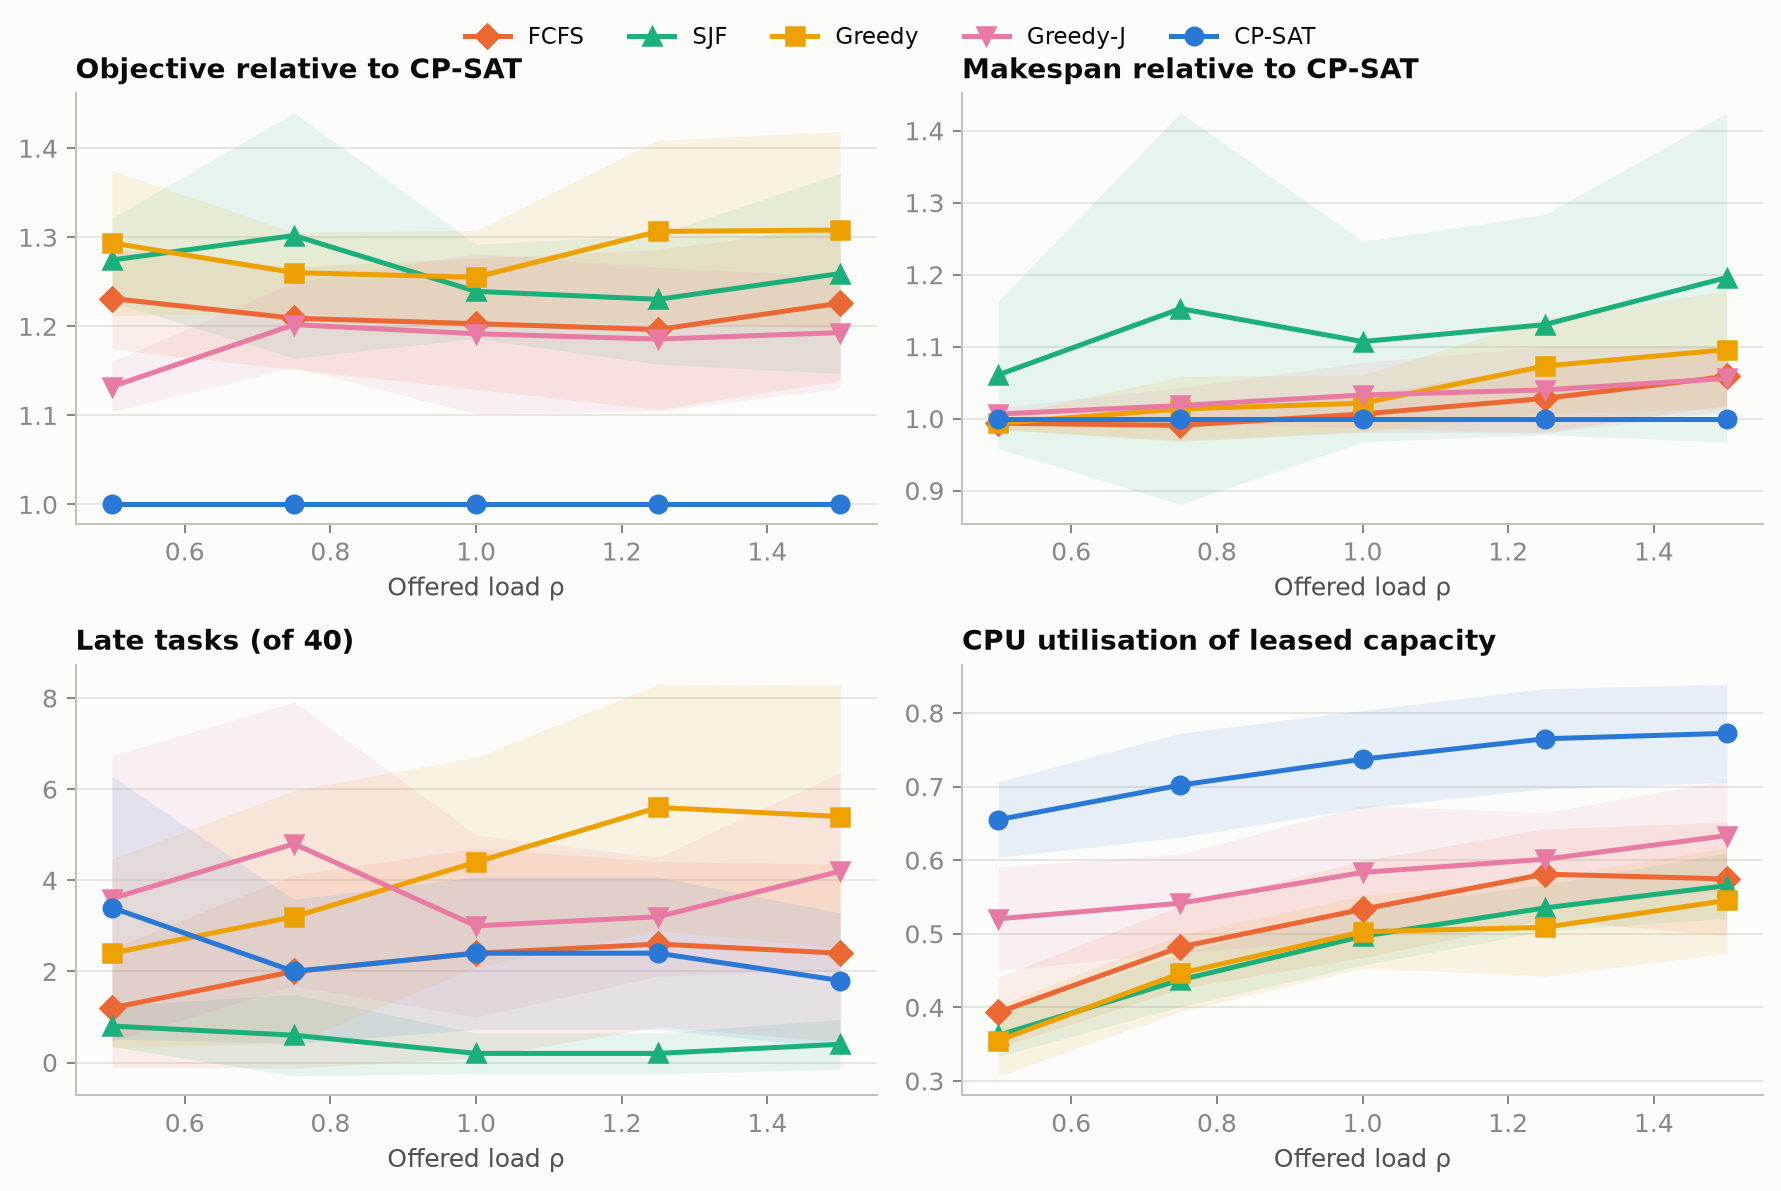 FCFS SJF Greedy Greedy-J CP-SAT
Objective relative to CP-SAT
1.4
1.3
1.2
1.1
1.0
0.6 0.8 1.0 1.2 1.4
Offered load ρ
Makespan relative to CP-SAT
1.4
1.3
1.2
1.1
1.0
0.9
0.6 0.8 1.0 1.2 1.4
Offered load ρ
Late tasks (of 40)
8
6
4
2
0
0.6 0.8 1.0 1.2 1.4
Offered load ρ
CPU utilisation of leased capacity
0.8
0.7
0.6
0.5
0.4
0.3
0.6 0.8 1.0 1.2 1.4
Offered load ρ